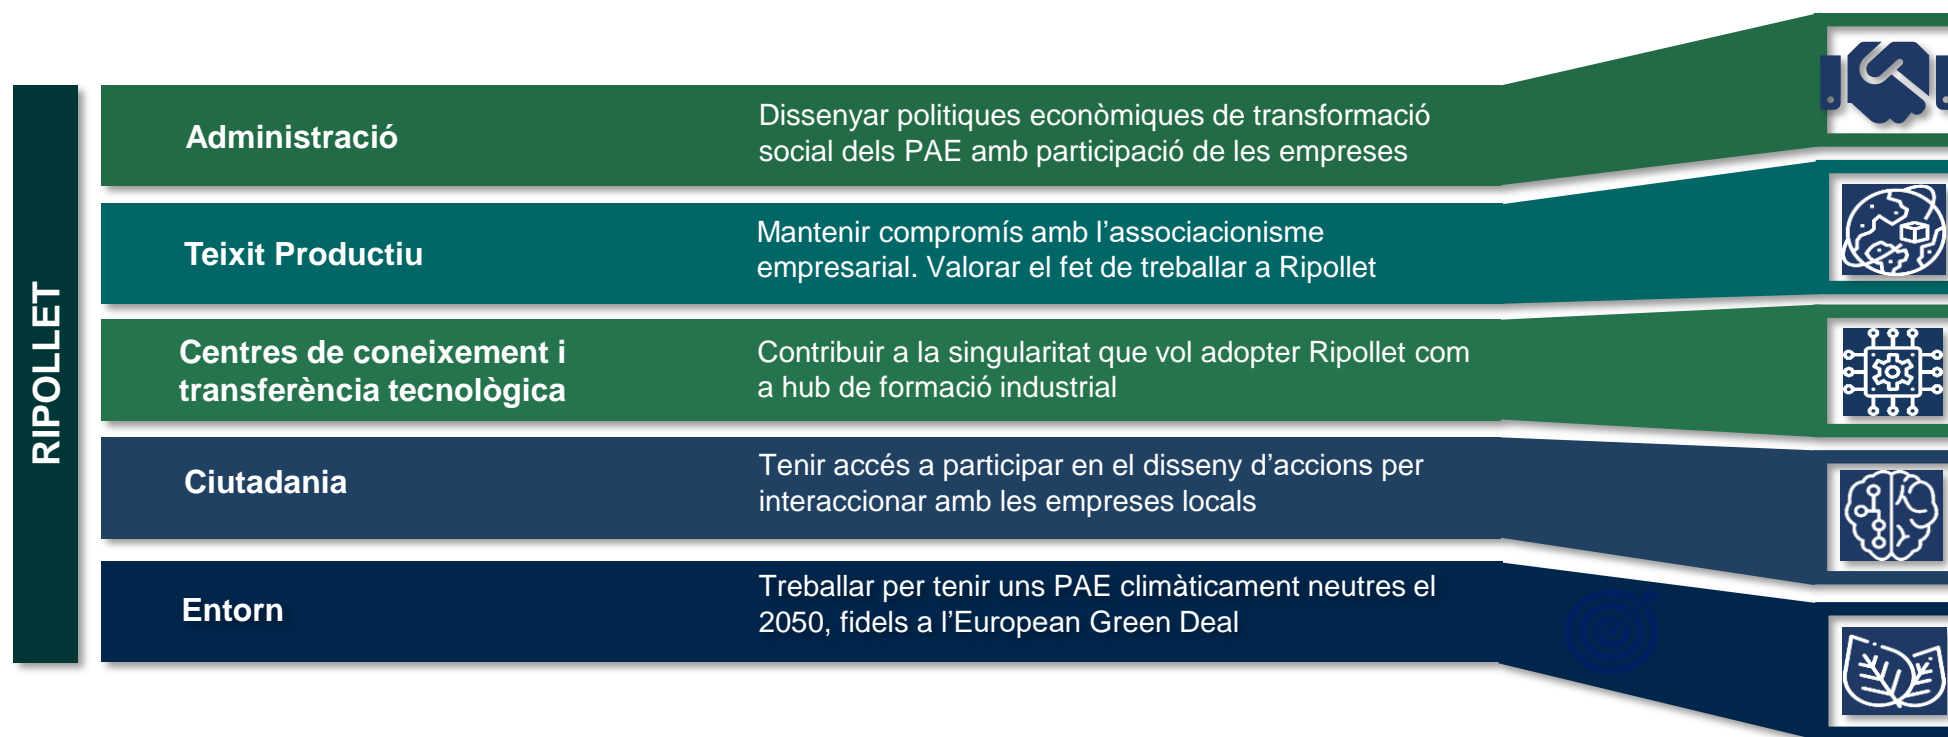 RIPOLLET
Administració
Dissenyar politiques econòmiques de transformació
social dels PAE amb participació de les empreses
Teixit Productiu
Mantenir compromís amb l’associacionisme
empresarial. Valorar el fet de treballar a Ripollet
Centres de coneixement i
transferència tecnològica
Contribuir a la singularitat que vol adopter Ripollet com
a hub de formació industrial
Ciutadania
Tenir accés a participar en el disseny d’accions per
interaccionar amb les empreses locals
Entorn
Treballar per tenir uns PAE climàticament neutres el
2050, fidels a l’European Green Deal